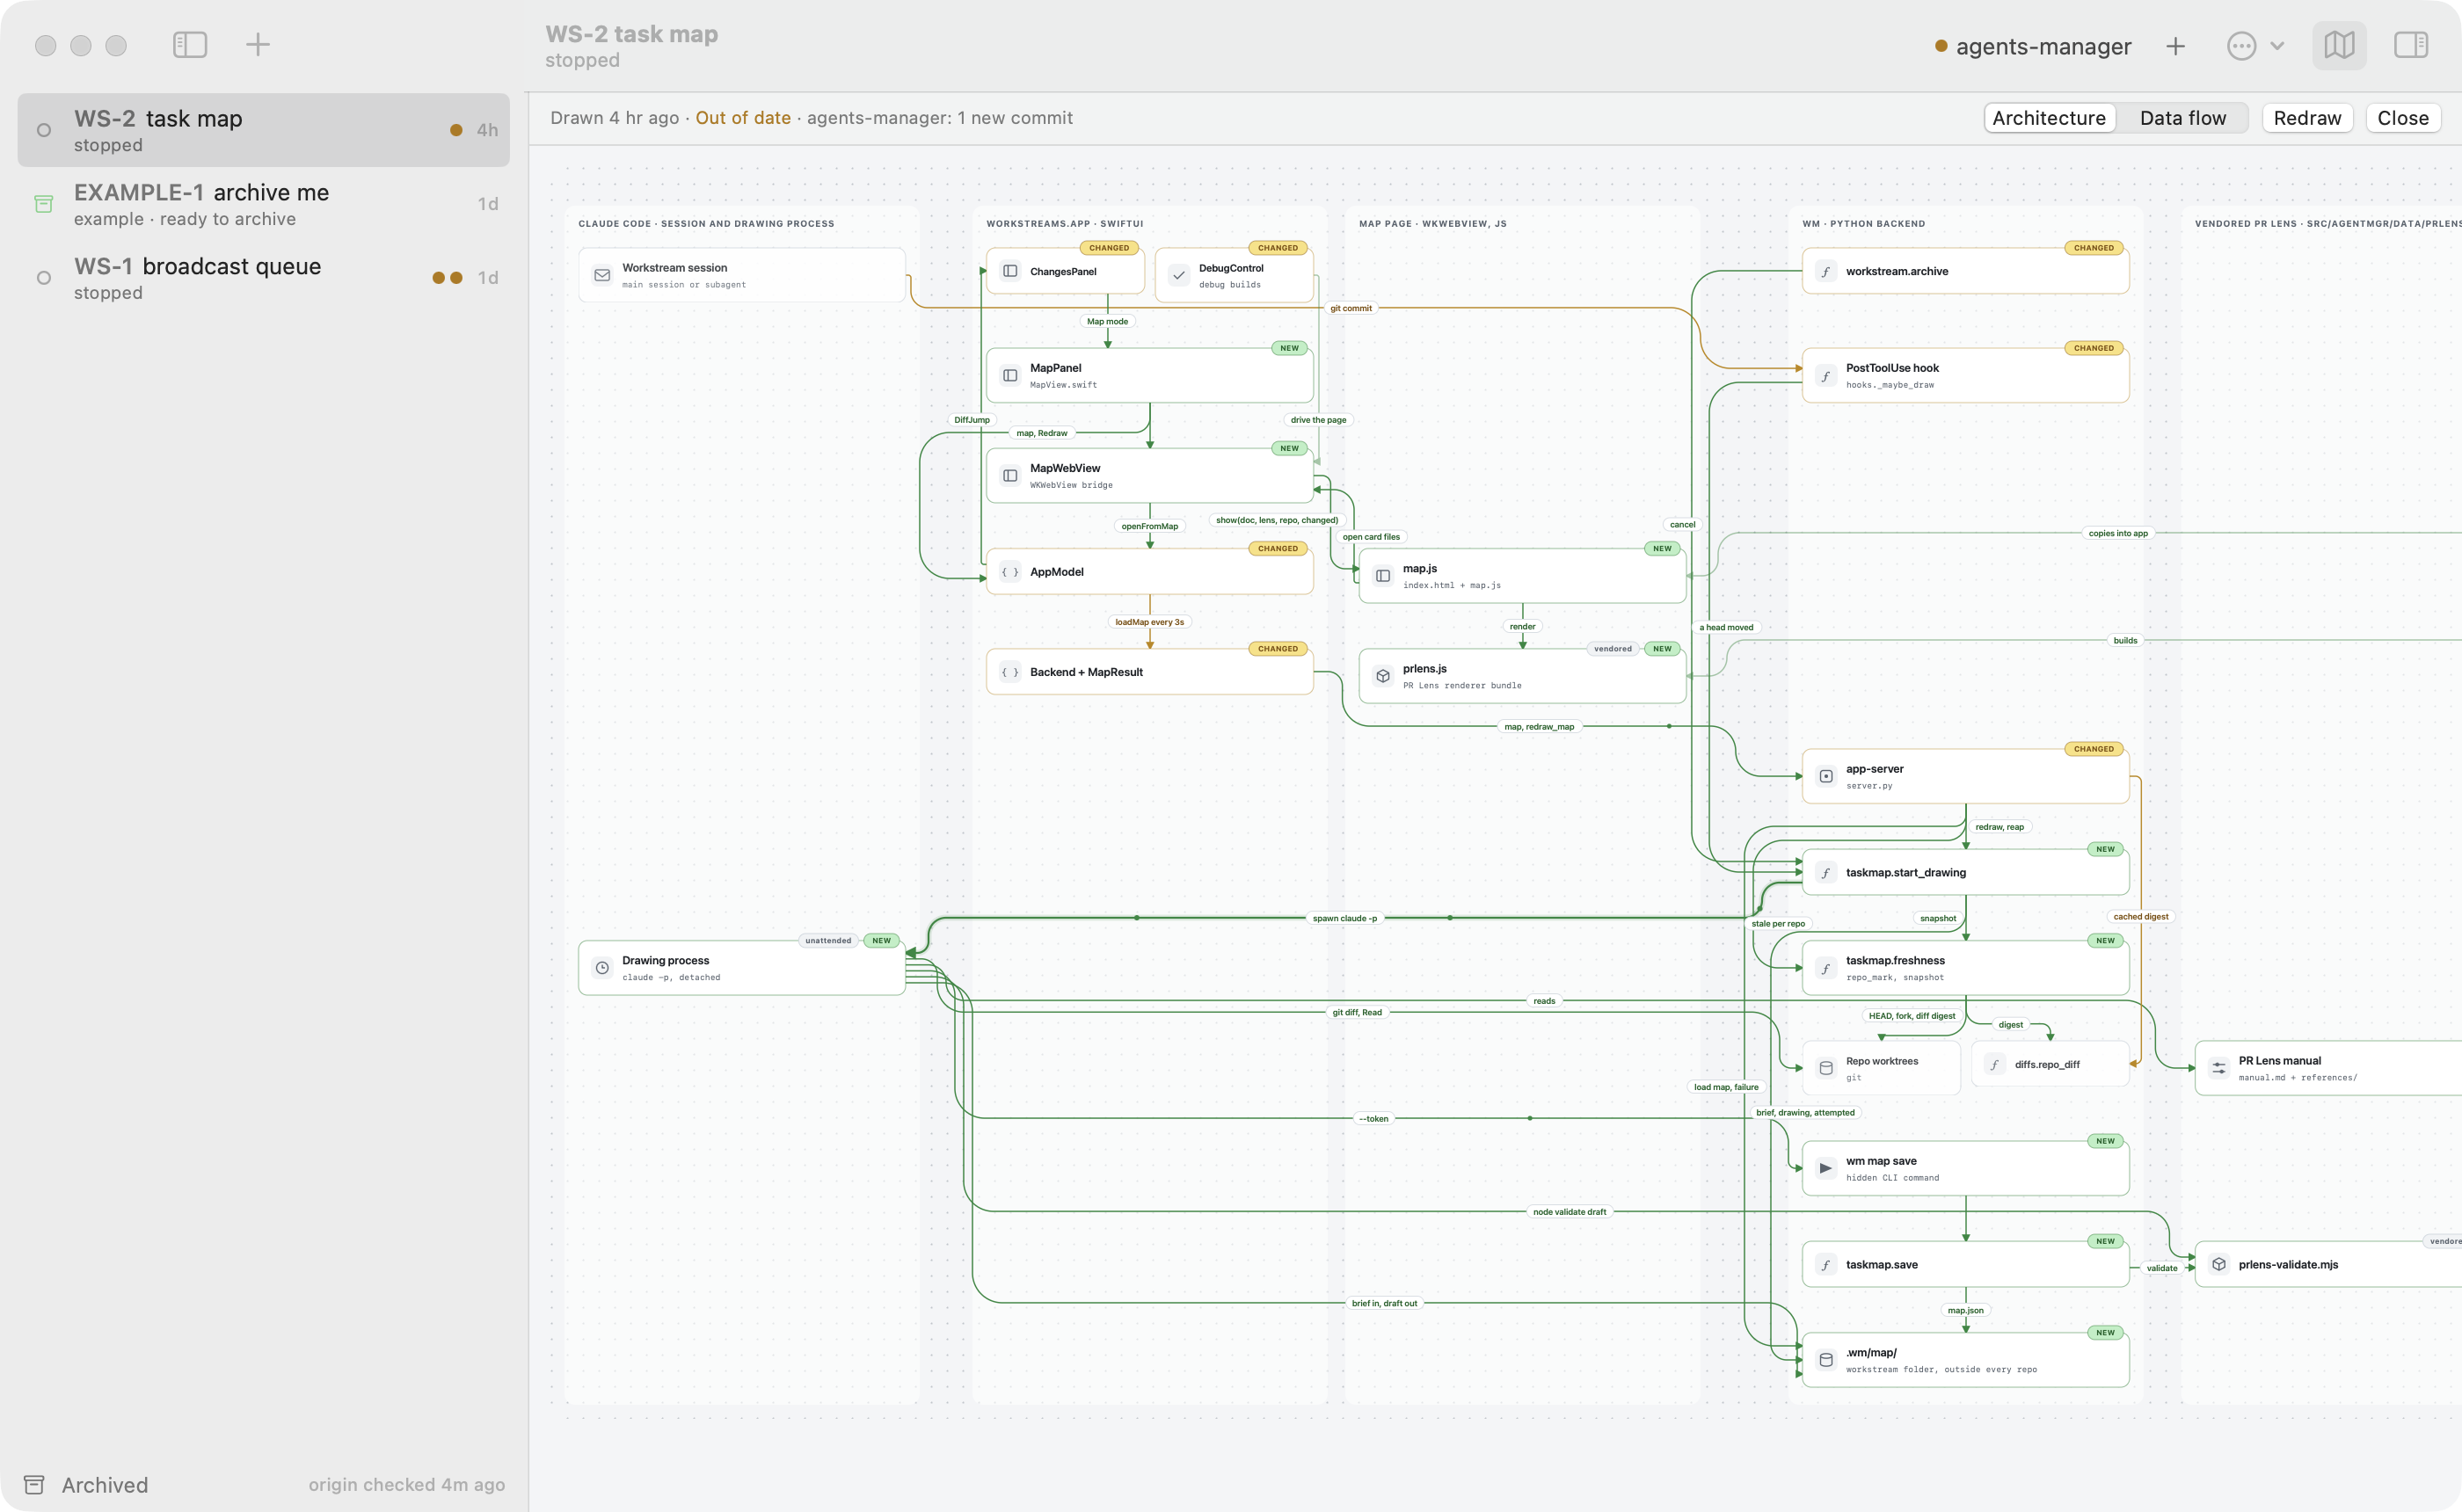 WS-2 task map
stopped
agents-manager
WS-2 task map
stopped
4h
EXAMPLE-1 archive me
example · ready to archive
1d
WS-1 broadcast queue
stopped
1d
Archived
origin checked 4m ago
Drawn 4 hr ago · Out of date · agents-manager: 1 new commit
Architecture
Data flow
Redraw
Close
CLAUDE CODE · SESSION AND DRAWING PROCESS
WORKSTREAMS.APP · SWIFTUI
MAP PAGE · WKWEBVIEW, JS
WM · PYTHON BACKEND
VENDORED PR LENS · SRC/AGENTMGR/DATA/PRLENS
Workstream session
main session or subagent
CHANGED
ChangesPanel
CHANGED
DebugControl
debug builds
CHANGED
workstream.archive
git commit
Map mode
NEW
MapPanel
MapView.swift
CHANGED
PostToolUse hook
hooks._maybe_draw
DiffJump
map, Redraw
drive the page
NEW
MapWebView
WKWebView bridge
show(doc, lens, repo, changed)
openFromMap
open card files
cancel
copies into app
CHANGED
AppModel
NEW
map.js
index.html + map.js
loadMap every 3s
render
a head moved
builds
CHANGED
Backend + MapResult
vendored
NEW
prlens.js
PR Lens renderer bundle
map, redraw_map
CHANGED
app-server
server.py
redraw, reap
NEW
taskmap.start_drawing
spawn claude -p
stale per repo
snapshot
cached digest
unattended
NEW
Drawing process
claude -p, detached
NEW
taskmap.freshness
repo_mark, snapshot
reads
git diff, Read
HEAD, fork, diff digest
digest
Repo worktrees
git
diffs.repo_diff
PR Lens manual
manual.md + references/
load map, failure
--token
brief, drawing, attempted
NEW
wm map save
hidden CLI command
node validate draft
NEW
taskmap.save
validate
vendore
prlens-validate.mjs
brief in, draft out
map.json
NEW
.wm/map/
workstream folder, outside every repo